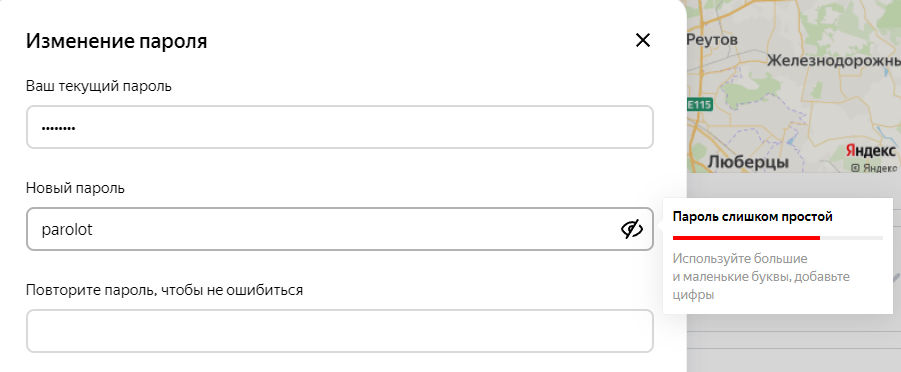 Изменение пароля
Реутов
Железнодорожны
Ваш текущий пароль
E115
••••••••
Яндекс
Люберцы
© Яндекс
Новый пароль
parolot
Пароль слишком простой
Используйте большие
и маленькие буквы, добавьте
цифры
Повторите пароль, чтобы не ошибиться